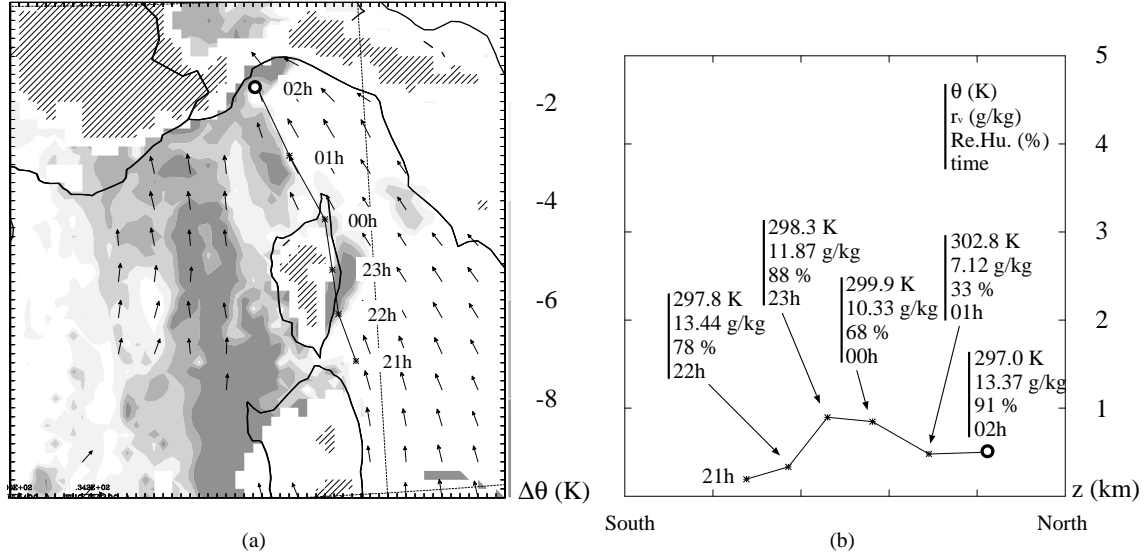 02h
01h
00h
23h
22h
21h
-2
-4
-6
-8
Δθ (K)
(a)
5
4
3
2
1
z (km)
θ (K)
rᵥ (g/kg)
Re.Hu. (%)
time
298.3 K
11.87 g/kg
88 %
23h
302.8 K
7.12 g/kg
33 %
01h
299.9 K
10.33 g/kg
68 %
00h
297.8 K
13.44 g/kg
78 %
22h
297.0 K
13.37 g/kg
91 %
02h
21h
South
North
(b)